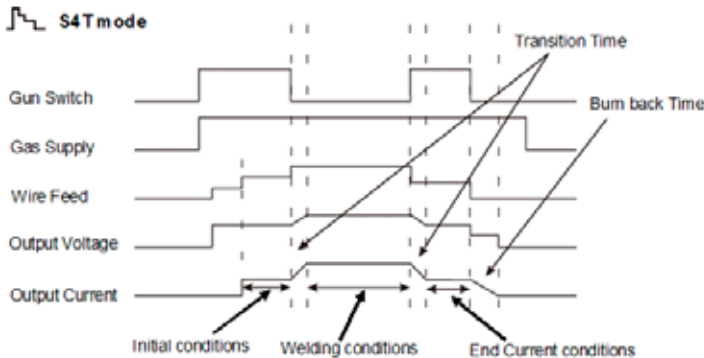 S4T mode
Transition Time
Gun Switch
Burn back Time
Gas Supply
Wire Feed
Output Voltage
Output Current
Initial conditions
Welding conditions
End Current conditions